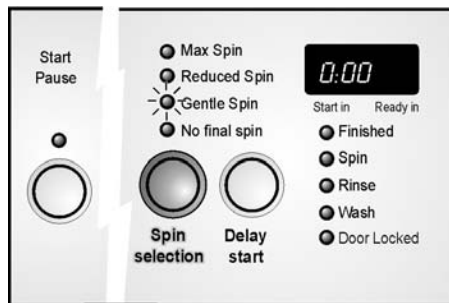 Start
Pause
Max Spin
Reduced Spin
Gentle Spin
No final spin
Spin
selection
Delay
start
0:00
Start in Ready in
Finished
Spin
Rinse
Wash
Door Locked